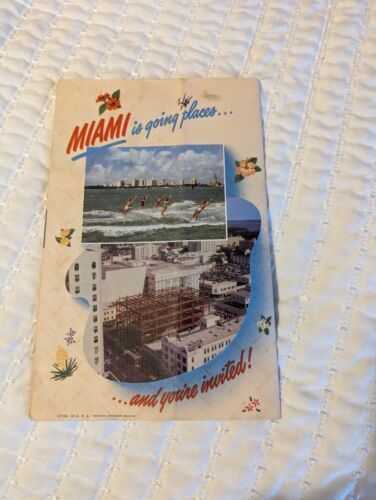 MIAMI is going places...
...and you're invited!